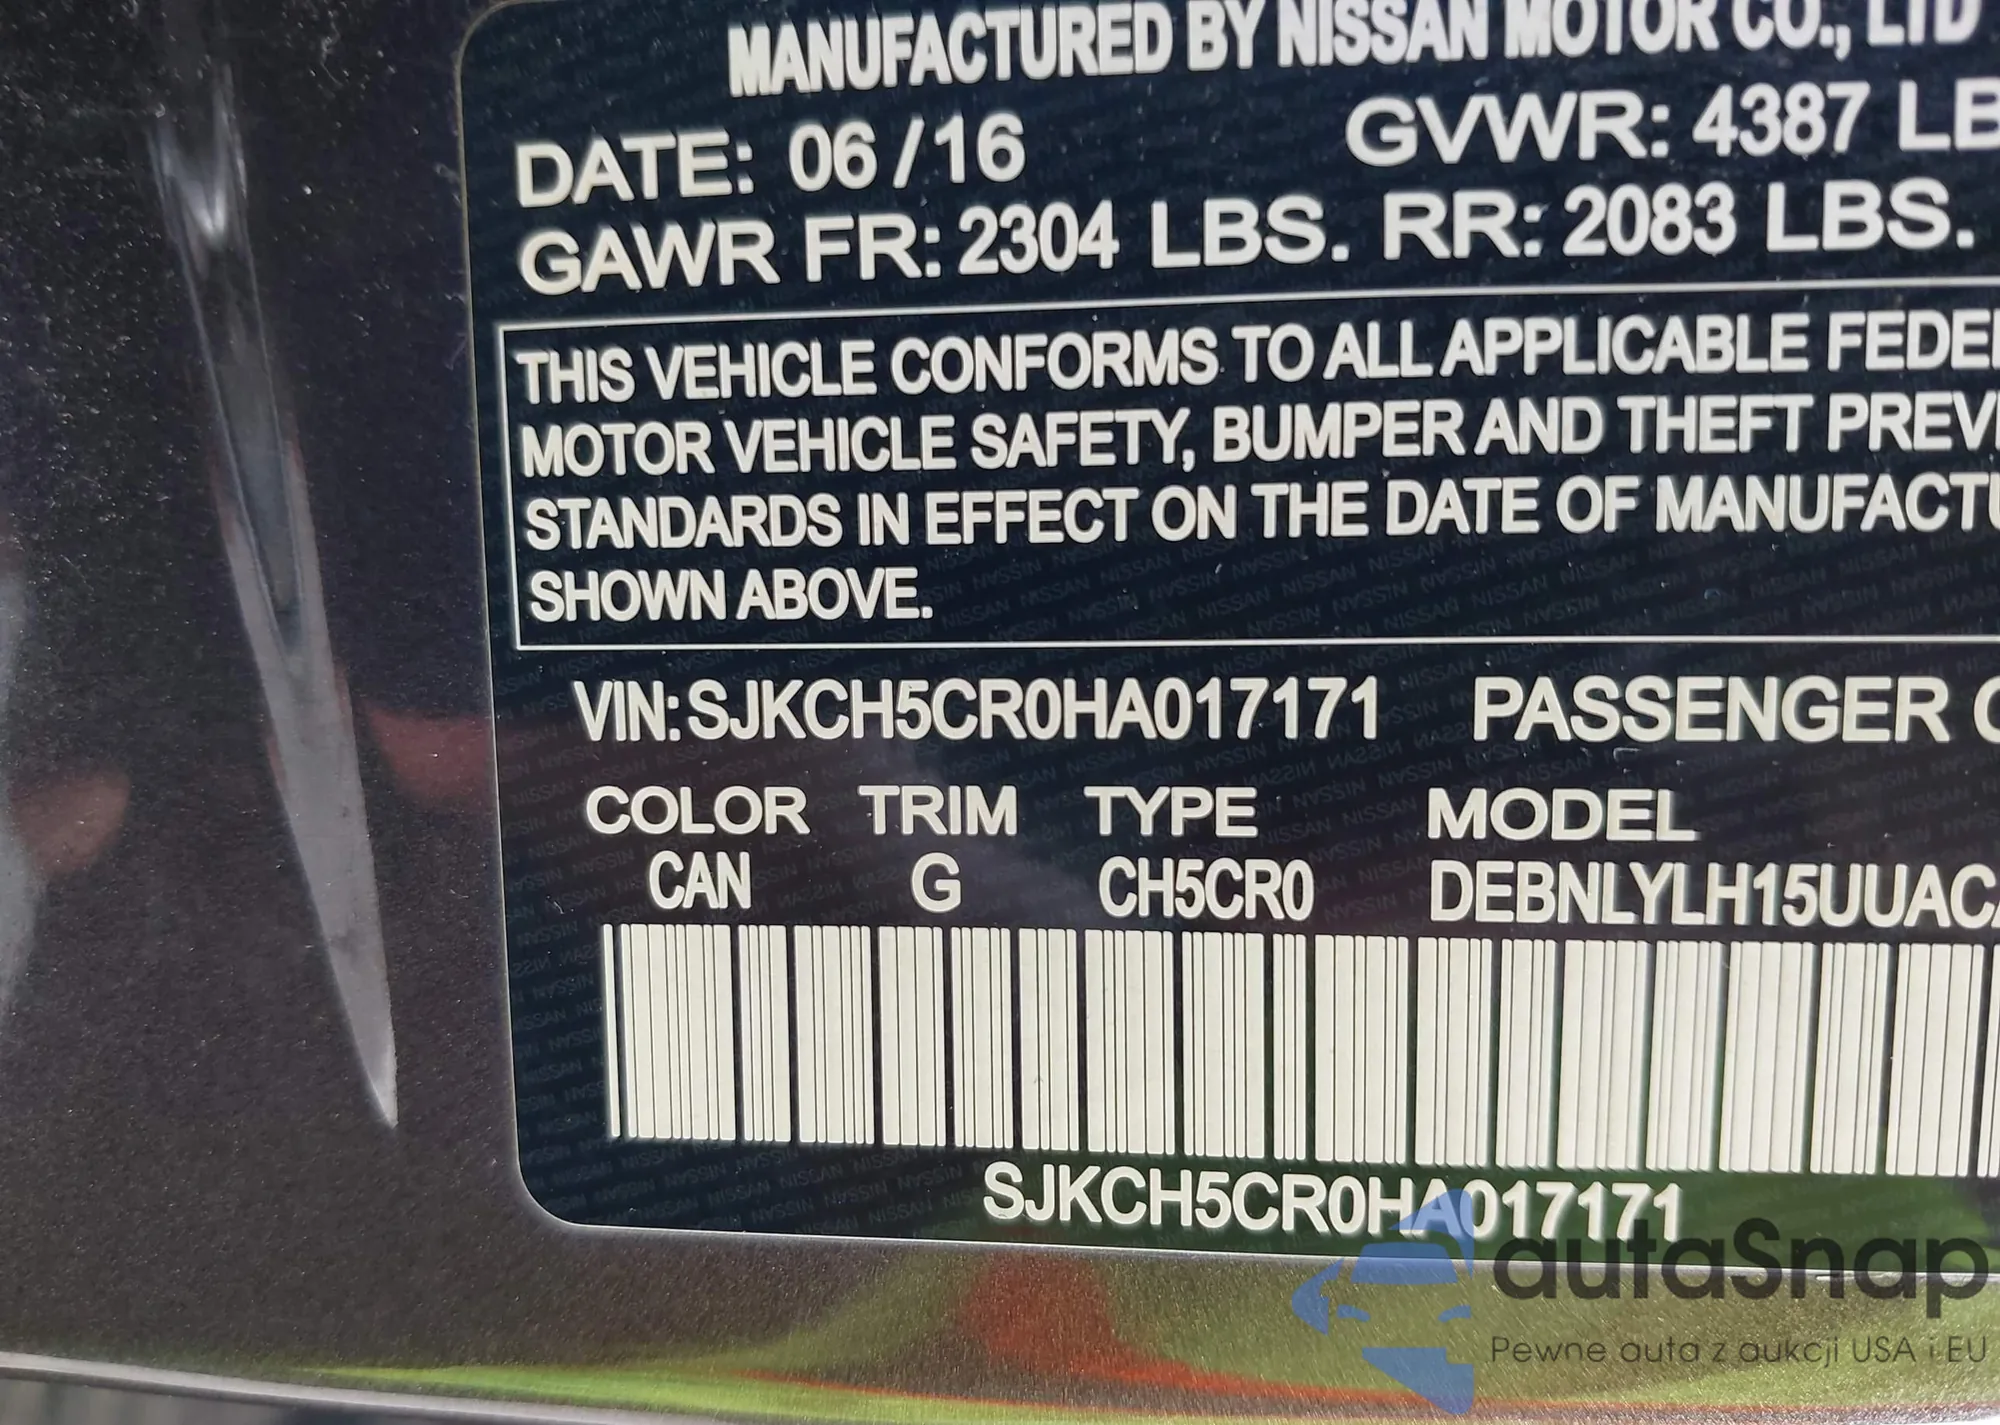 MANUFACTURED BY NISSAN MOTOR CO., LTD
DATE: 06 / 16 GVWR: 4387 LB
GAWR FR: 2304 LBS. RR: 2083 LBS.
THIS VEHICLE CONFORMS TO ALL APPLICABLE FEDE
MOTOR VEHICLE SAFETY, BUMPER AND THEFT PREV
STANDARDS IN EFFECT ON THE DATE OF MANUFACTU
SHOWN ABOVE.
VIN: SJKCH5CR0HA017171 PASSENGER C
COLOR TRIM TYPE MODEL
CAN G CH5CR0 DEBNLYLH15UUACA
SJKCH5CR0HA017171
autaSnap
Pewne auta z aukcji USA i EU